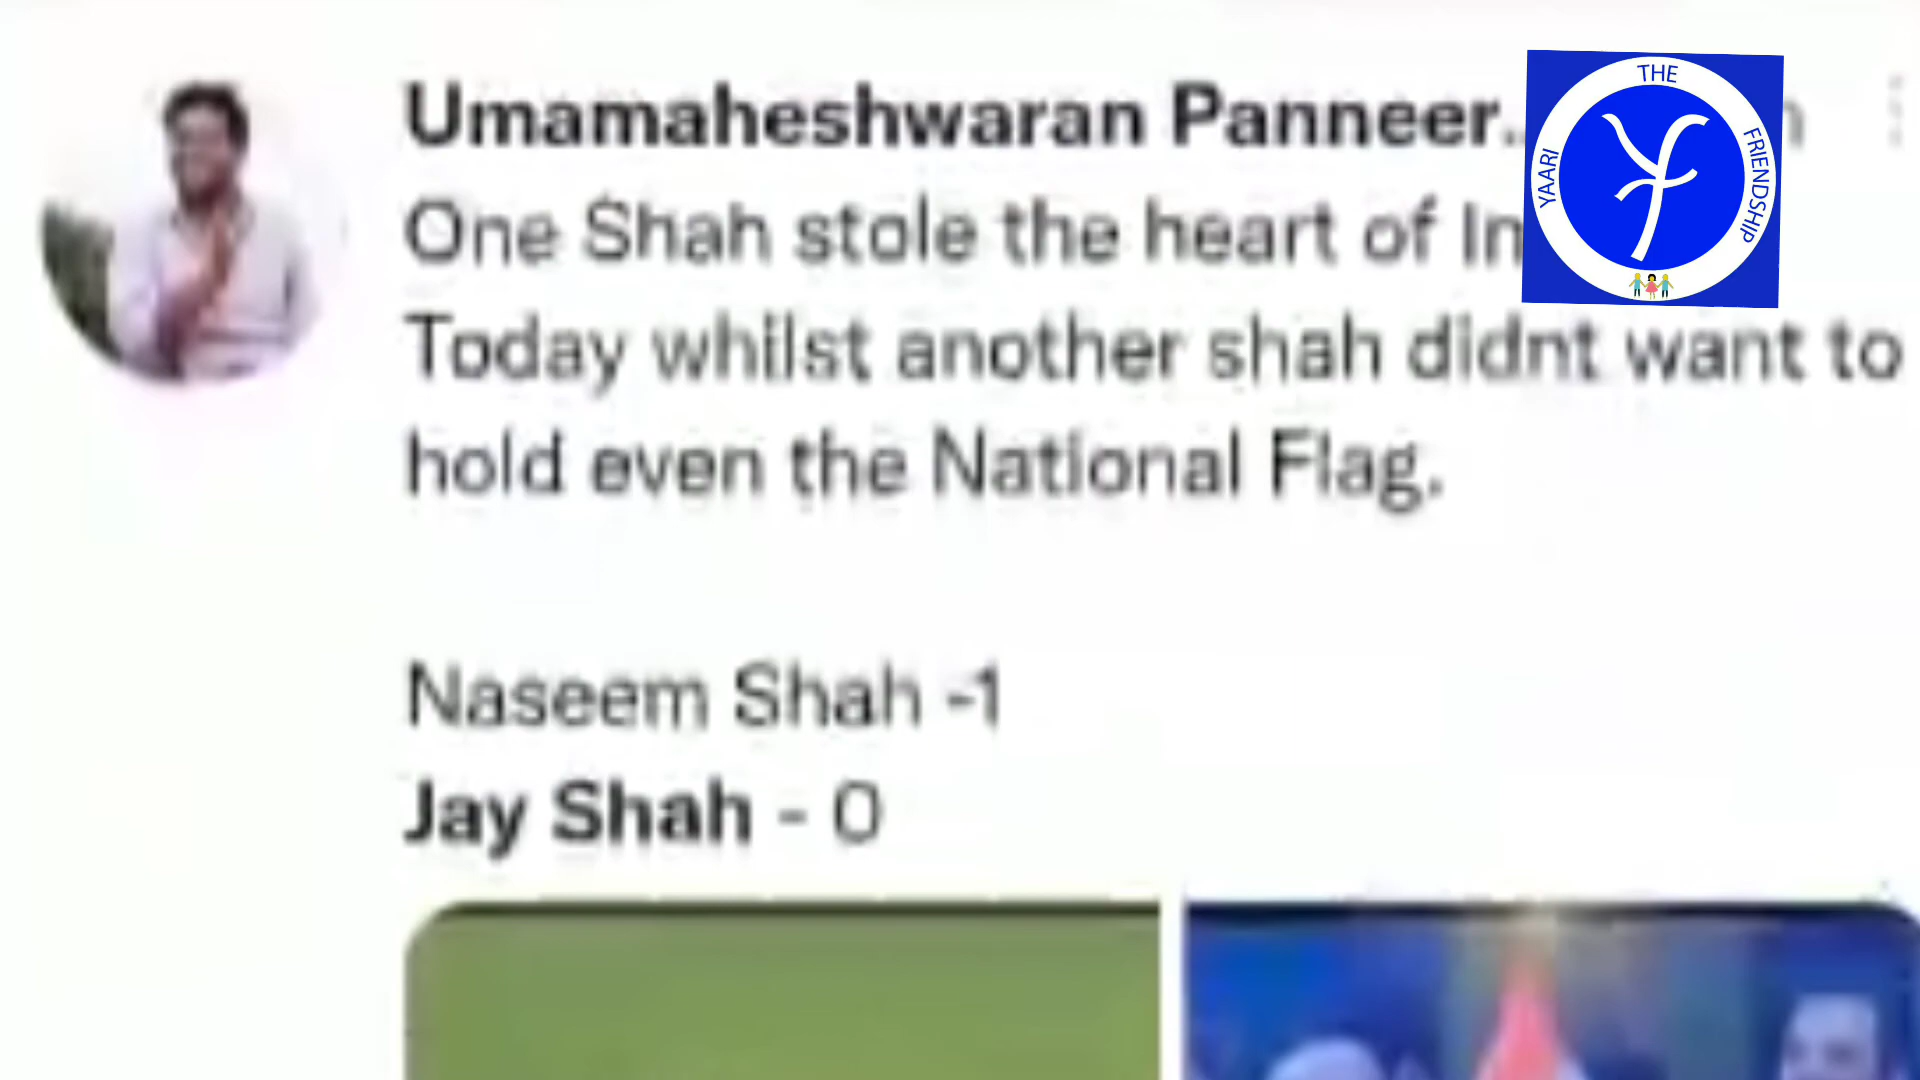 Umamaheshwaran Panneer..
One Shah stole the heart of In
Today whilst another shah didnt want to
hold even the National Flag.
Naseem Shah -1
Jay Shah - 0
THE
YAARI
FRIENDSHIP